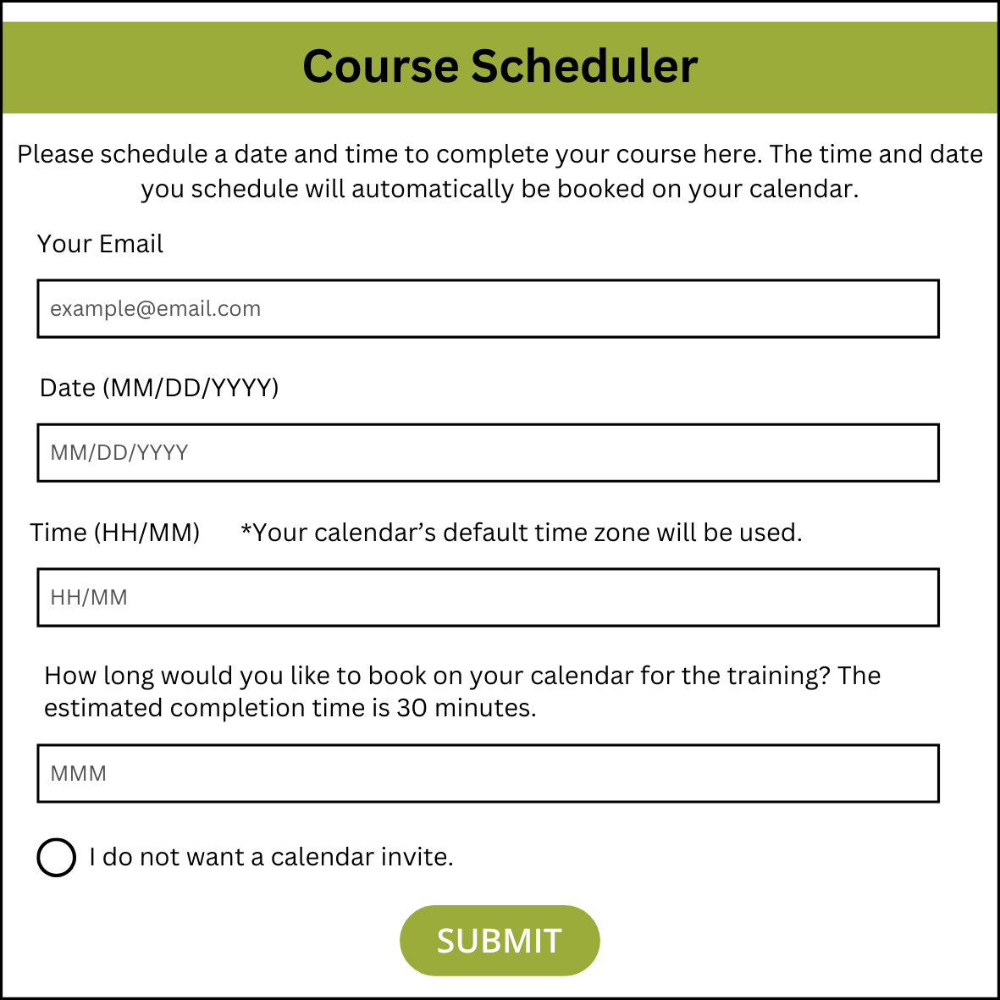 Course Scheduler
Please schedule a date and time to complete your course here. The time and date
you schedule will automatically be booked on your calendar.
Your Email
example@email.com
Date (MM/DD/YYYY)
MM/DD/YYYY
Time (HH/MM) *Your calendar’s default time zone will be used.
HH/MM
How long would you like to book on your calendar for the training? The
estimated completion time is 30 minutes.
MMM
I do not want a calendar invite.
SUBMIT